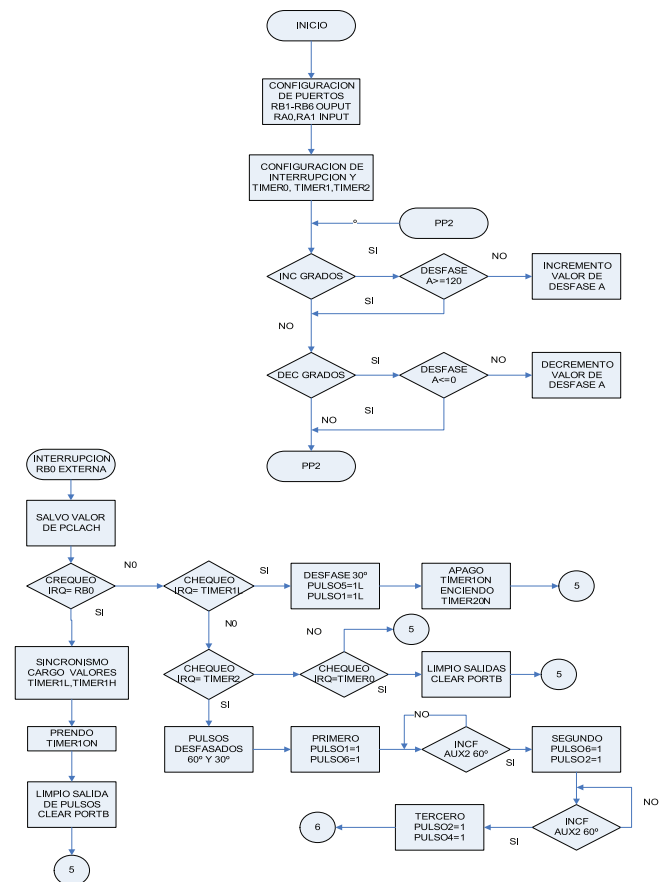 INICIO
CONFIGURACION
DE PUERTOS
RB1-RB6 OUPUT
RA0,RA1 INPUT
CONFIGURACION DE
INTERRUPCION Y
TIMER0, TIMER1,TIMER2
º
PP2
INC GRADOS
SI
DESFASE
A>=120
NO
INCREMENTO
VALOR DE
DESFASE A
SI
NO
DEC GRADOS
SI
DESFASE
A<=0
NO
DECREMENTO
VALOR DE
DESFASE A
SI
NO
PP2
INTERRUPCION
RB0 EXTERNA
SALVO VALOR
DE PCLACH
CREQUEO
IRQ= RB0
N0
SI
CHEQUEO
IRQ= TIMER1L
SI
N0
DESFASE 30º
PULSO5=1L
PULSO1=1L
APAGO
TIMER1ON
ENCIENDO
TIMER20N
5
SINCRONISMO
CARGO VALORES
TIMER1L,TIMER1H
PRENDO
TIMER1ON
LIMPIO SALIDA
DE PULSOS
CLEAR PORTB
5
CHEQUEO
IRQ= TIMER2
SI
CHEQUEO
IRQ=TIMER0
NO
5
SI
LIMPIO SALIDAS
CLEAR PORTB
5
PULSOS
DESFASADOS
60º Y 30º
PRIMERO
PULSO1=1
PULSO6=1
NO
INCF
AUX2 60º
SI
SEGUNDO
PULSO6=1
PULSO2=1
NO
INCF
AUX2 60º
SI
TERCERO
PULSO2=1
PULSO4=1
6